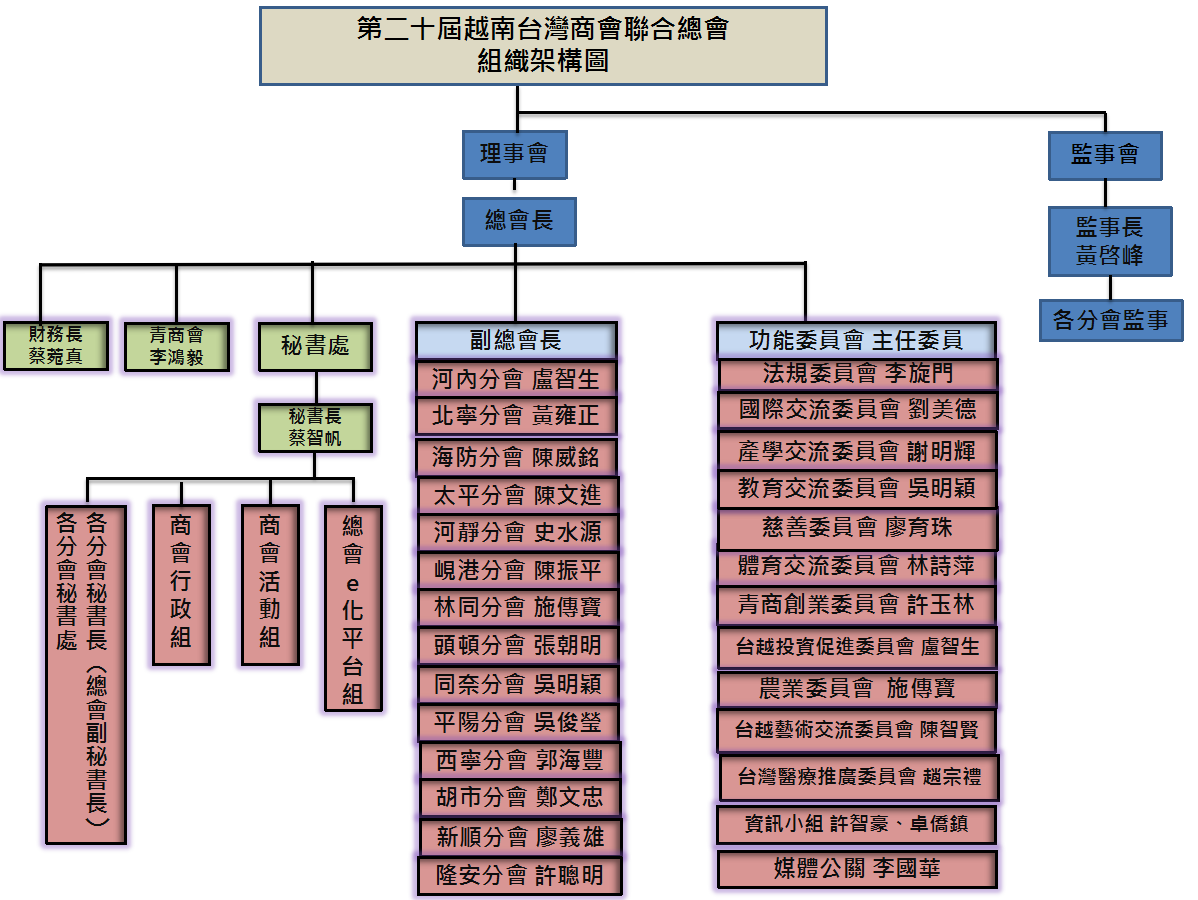 第二十屆越南台灣商會聯合總會
組織架構圖
理事會
監事會
總會長
監事長
黃啓峰
各分會監事
財務長
蔡菀真
青商會
李鴻毅
秘書處
秘書長
蔡智帆
各分會秘書長（總會副秘書長）
各分會秘書處
商會行政組
商會活動組
總會e化平台組
副總會長
河內分會 盧智生
北寧分會 黃雍正
海防分會 陳威銘
太平分會 陳文進
河靜分會 史水源
峴港分會 陳振平
林同分會 施傳寶
頭頓分會 張朝明
同奈分會 吳明穎
平陽分會 吳俊瑩
西寧分會 郭海豐
胡市分會 鄭文忠
新順分會 廖義雄
隆安分會 許聰明
功能委員會 主任委員
法規委員會 李旋門
國際交流委員會 劉美德
產學交流委員會 謝明輝
教育交流委員會 吳明穎
慈善委員會 廖育珠
體育交流委員會 林詩萍
青商創業委員會 許玉林
台越投資促進委員會 盧智生
農業委員會 施傳寶
台越藝術交流委員會 陳智賢
台灣醫療推廣委員會 趙宗禮
資訊小組 許智豪、卓僑鎮
媒體公關 李國華